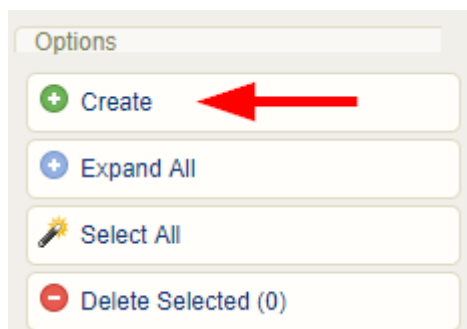 Options
Create
Expand All
Select All
Delete Selected (0)